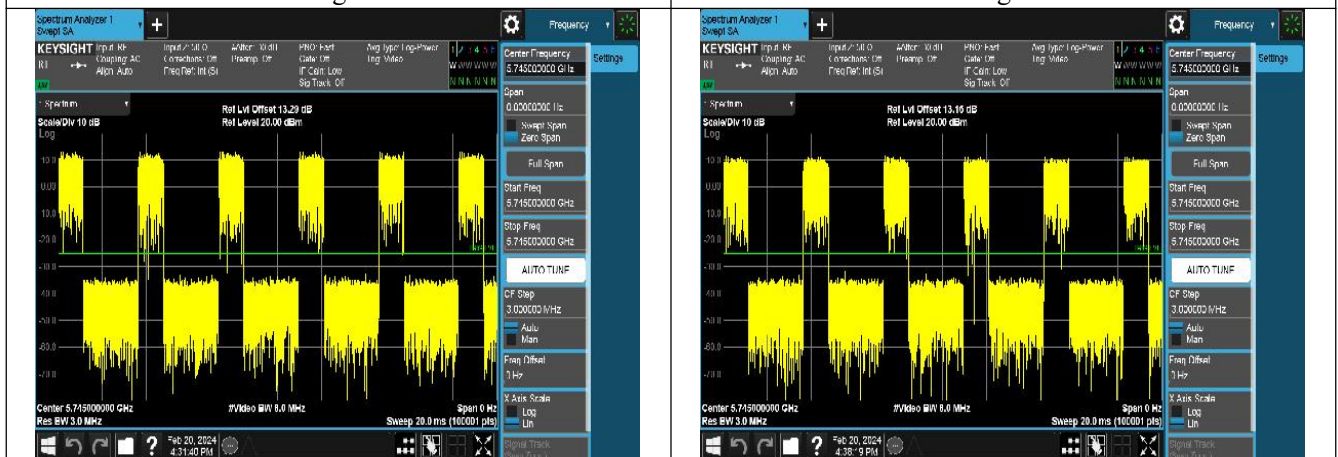 Spectrum Analyzer 1
Swept SA
+
Frequency
KEYSIGHT Input: RF
Coupling: AC
Align: Auto
Corrections: Off
Preamp: Off
PNO: Fast
Gate: Off
IF Gain: Low
Sig Track: Off
Avg Type: Log-Power
Trig: Video
Center Frequency
5.745000000 GHz
Settings
Span
0.00000000 Hz
Swept Span
Zero Span
Full Span
Start Freq
5.745000000 GHz
Stop Freq
5.745000000 GHz
AUTO TUNE
CF Step
3.000000 MHz
Auto
Man
Freq Offset
0 Hz
X Axis Scale
Log
Lin
Signal Track
Spectrum
Scale/Div 10 dB
Log
Ref Lvl Offset 13.29 dB
Ref Level 20.00 dBm
Center 5.745000000 GHz
Res BW 3.0 MHz
#Video BW 8.0 MHz
Span 0 Hz
Sweep 20.0 ms (100001 pts)
?
Feb 20, 2024
4:31:40 PM
Spectrum Analyzer 1
Swept SA
+
Frequency
KEYSIGHT Input: RF
Coupling: AC
Align: Auto
Corrections: Off
Preamp: Off
PNO: Fast
Gate: Off
IF Gain: Low
Sig Track: Off
Avg Type: Log-Power
Trig: Video
Center Frequency
5.745000000 GHz
Settings
Span
0.00000000 Hz
Swept Span
Zero Span
Full Span
Start Freq
5.745000000 GHz
Stop Freq
5.745000000 GHz
AUTO TUNE
CF Step
3.000000 MHz
Auto
Man
Freq Offset
0 Hz
X Axis Scale
Log
Lin
Signal Track
Spectrum
Scale/Div 10 dB
Log
Ref Lvl Offset 13.16 dB
Ref Level 20.00 dBm
Center 5.745000000 GHz
Res BW 3.0 MHz
#Video BW 8.0 MHz
Span 0 Hz
Sweep 20.0 ms (100001 pts)
?
Feb 20, 2024
4:38:19 PM